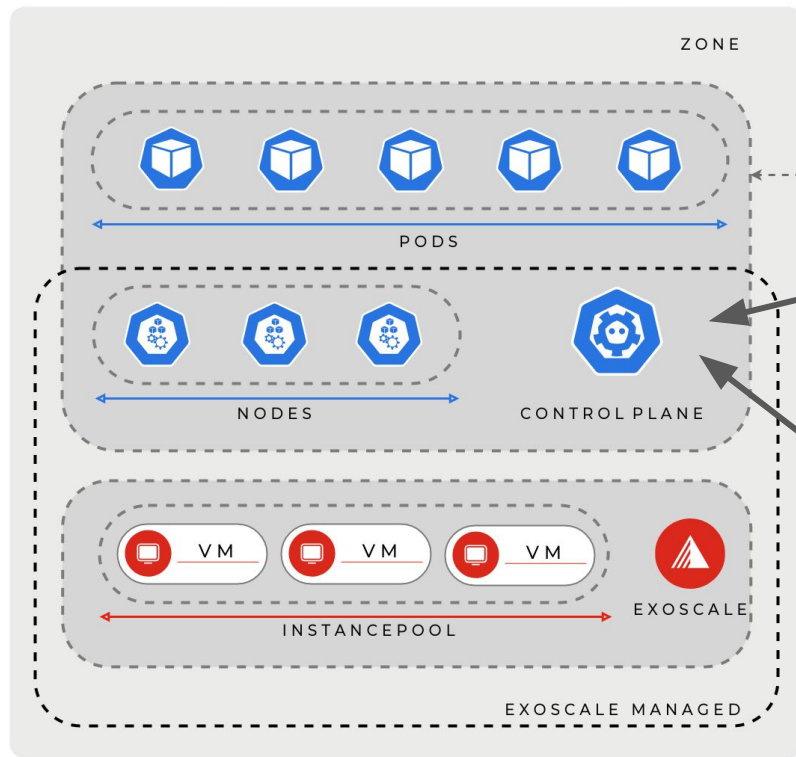 ZONE
PODS
NODES
CONTROL PLANE
VM
VM
VM
EXOSCALE
INSTANCEPOOL
EXOSCALE MANAGED